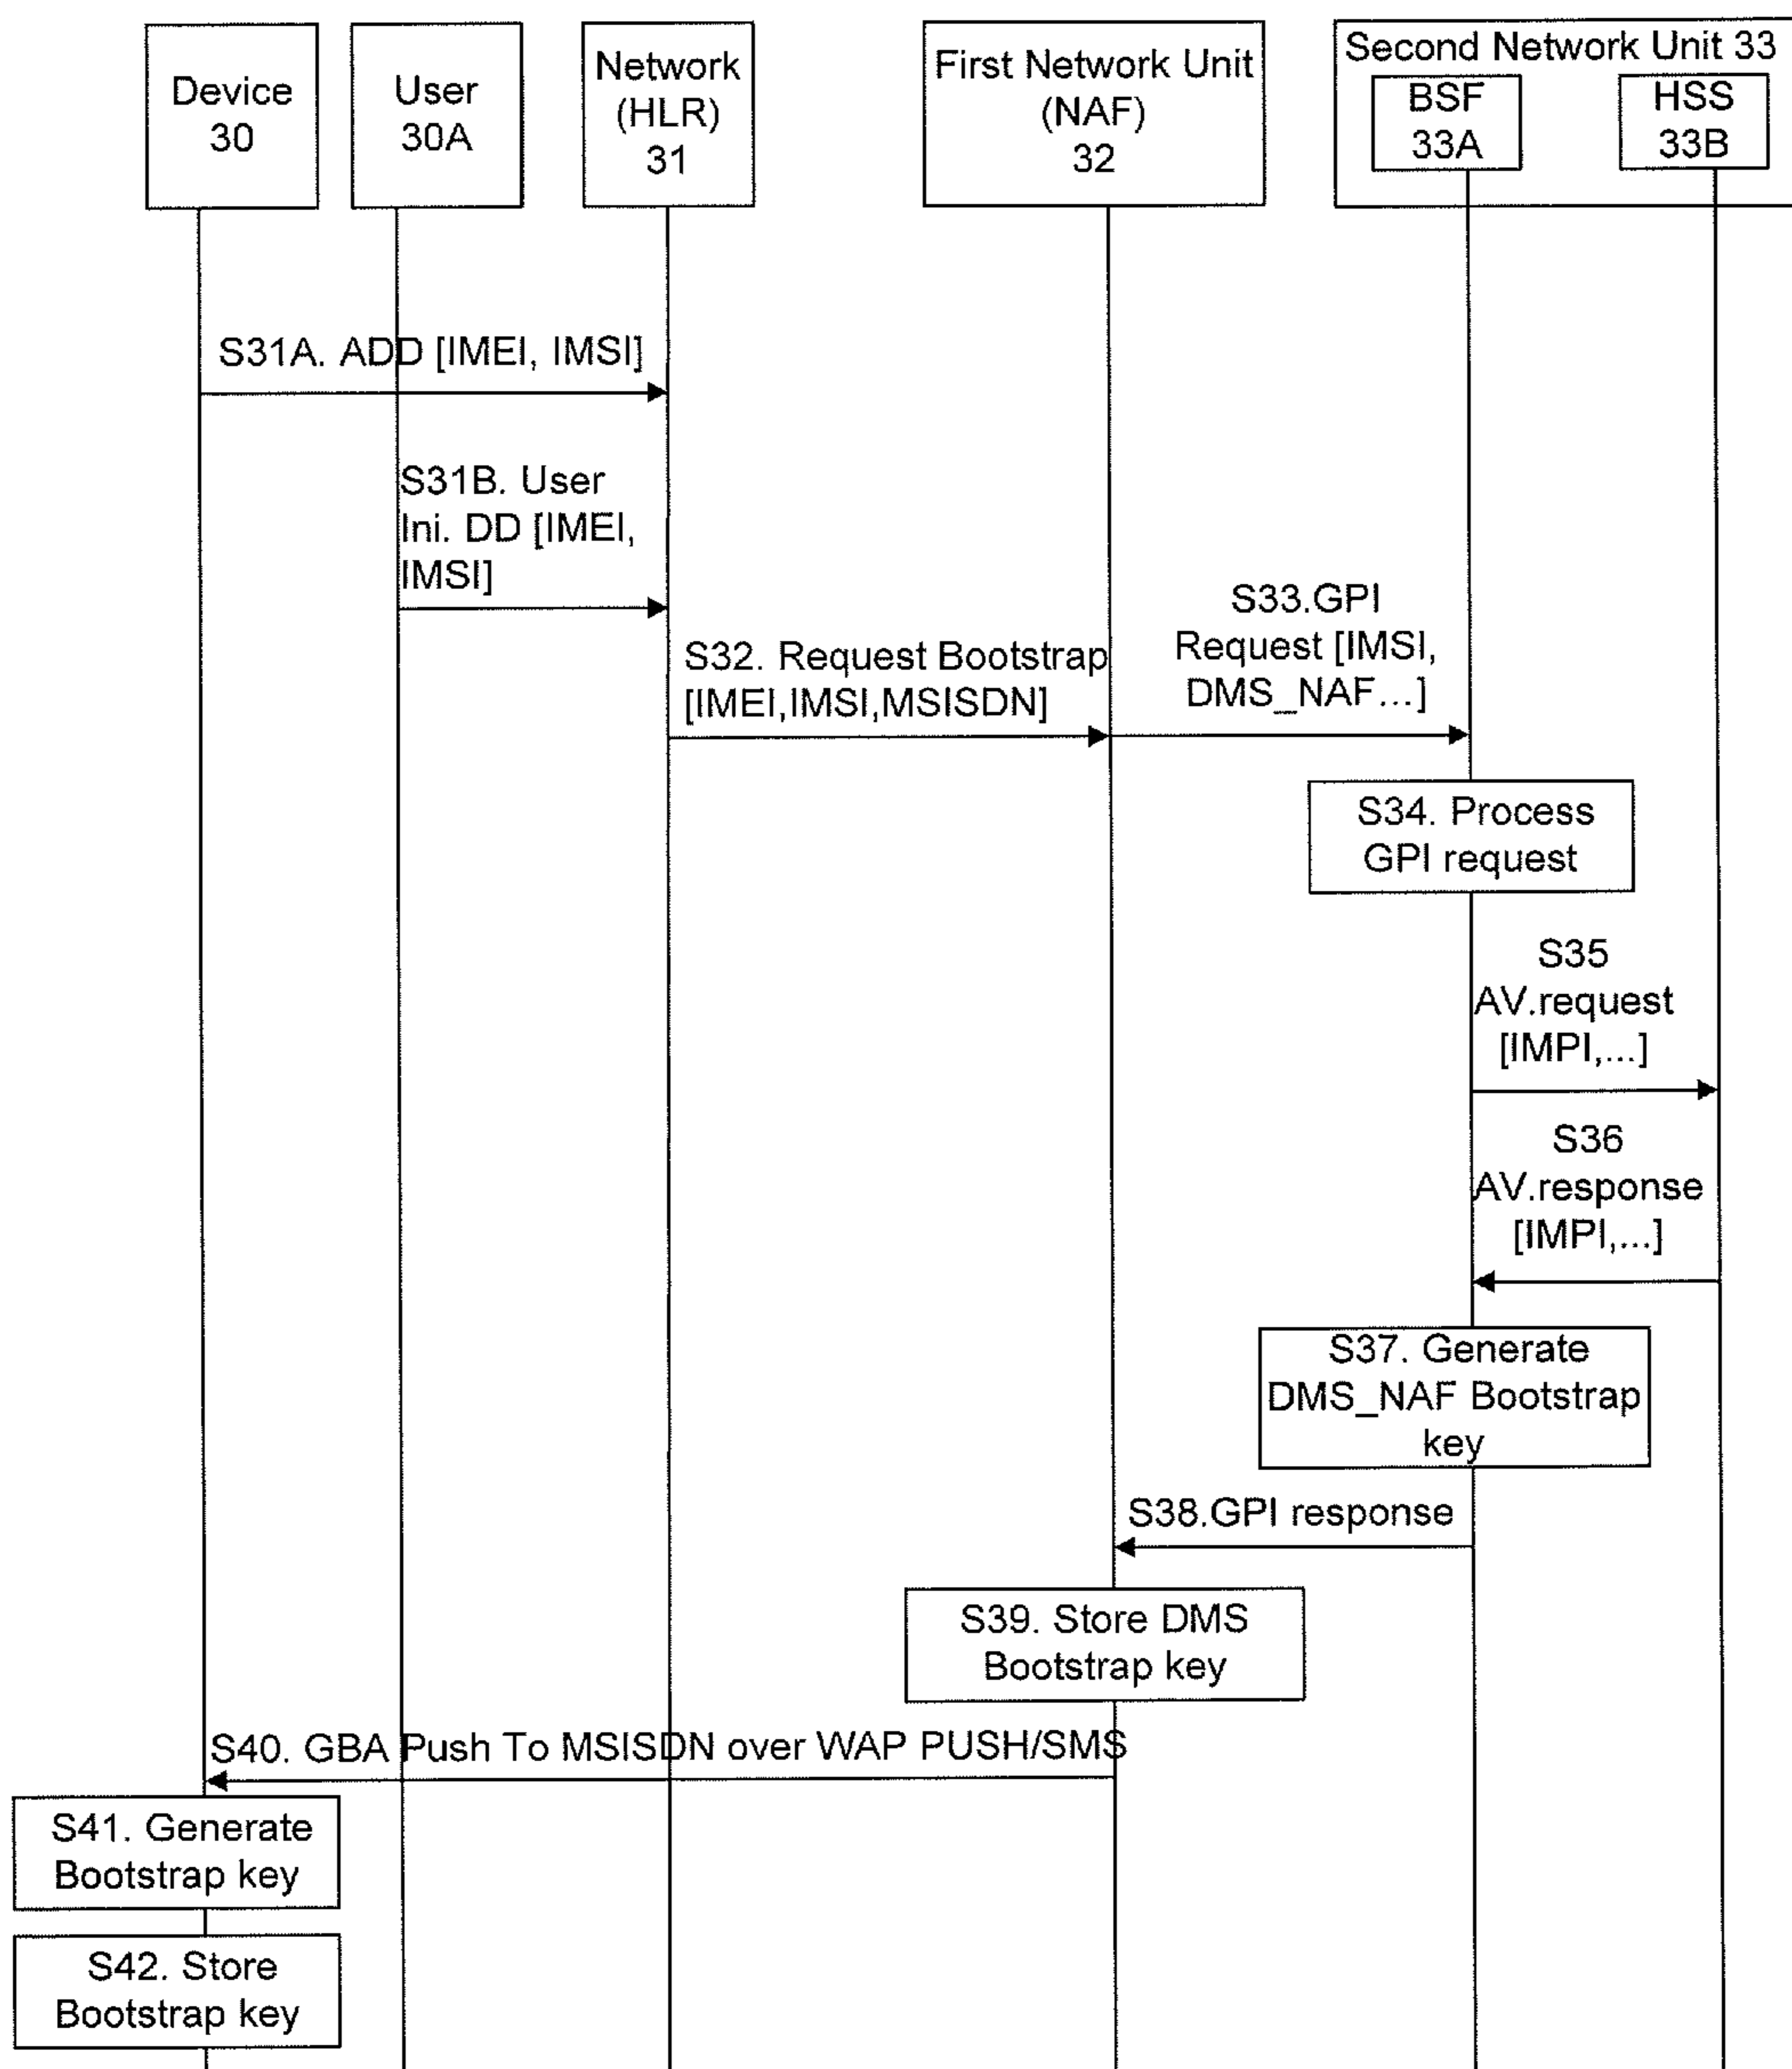 Device
30
User
30A
Network
(HLR)
31
First Network Unit
(NAF)
32
Second Network Unit 33
BSF
33A
HSS
33B
S31A. ADD [IMEI, IMSI]
S31B. User
Ini. DD [IMEI,
IMSI]
S32. Request Bootstrap
[IMEI,IMSI,MSISDN]
S33.GPI
Request [IMSI,
DMS_NAF...]
S34. Process
GPI request
S35
AV.request
[IMPI,...]
S36
AV.response
[IMPI,...]
S37. Generate
DMS_NAF Bootstrap
key
S38.GPI response
S39. Store DMS
Bootstrap key
S40. GBA Push To MSISDN over WAP PUSH/SMS
S41. Generate
Bootstrap key
S42. Store
Bootstrap key